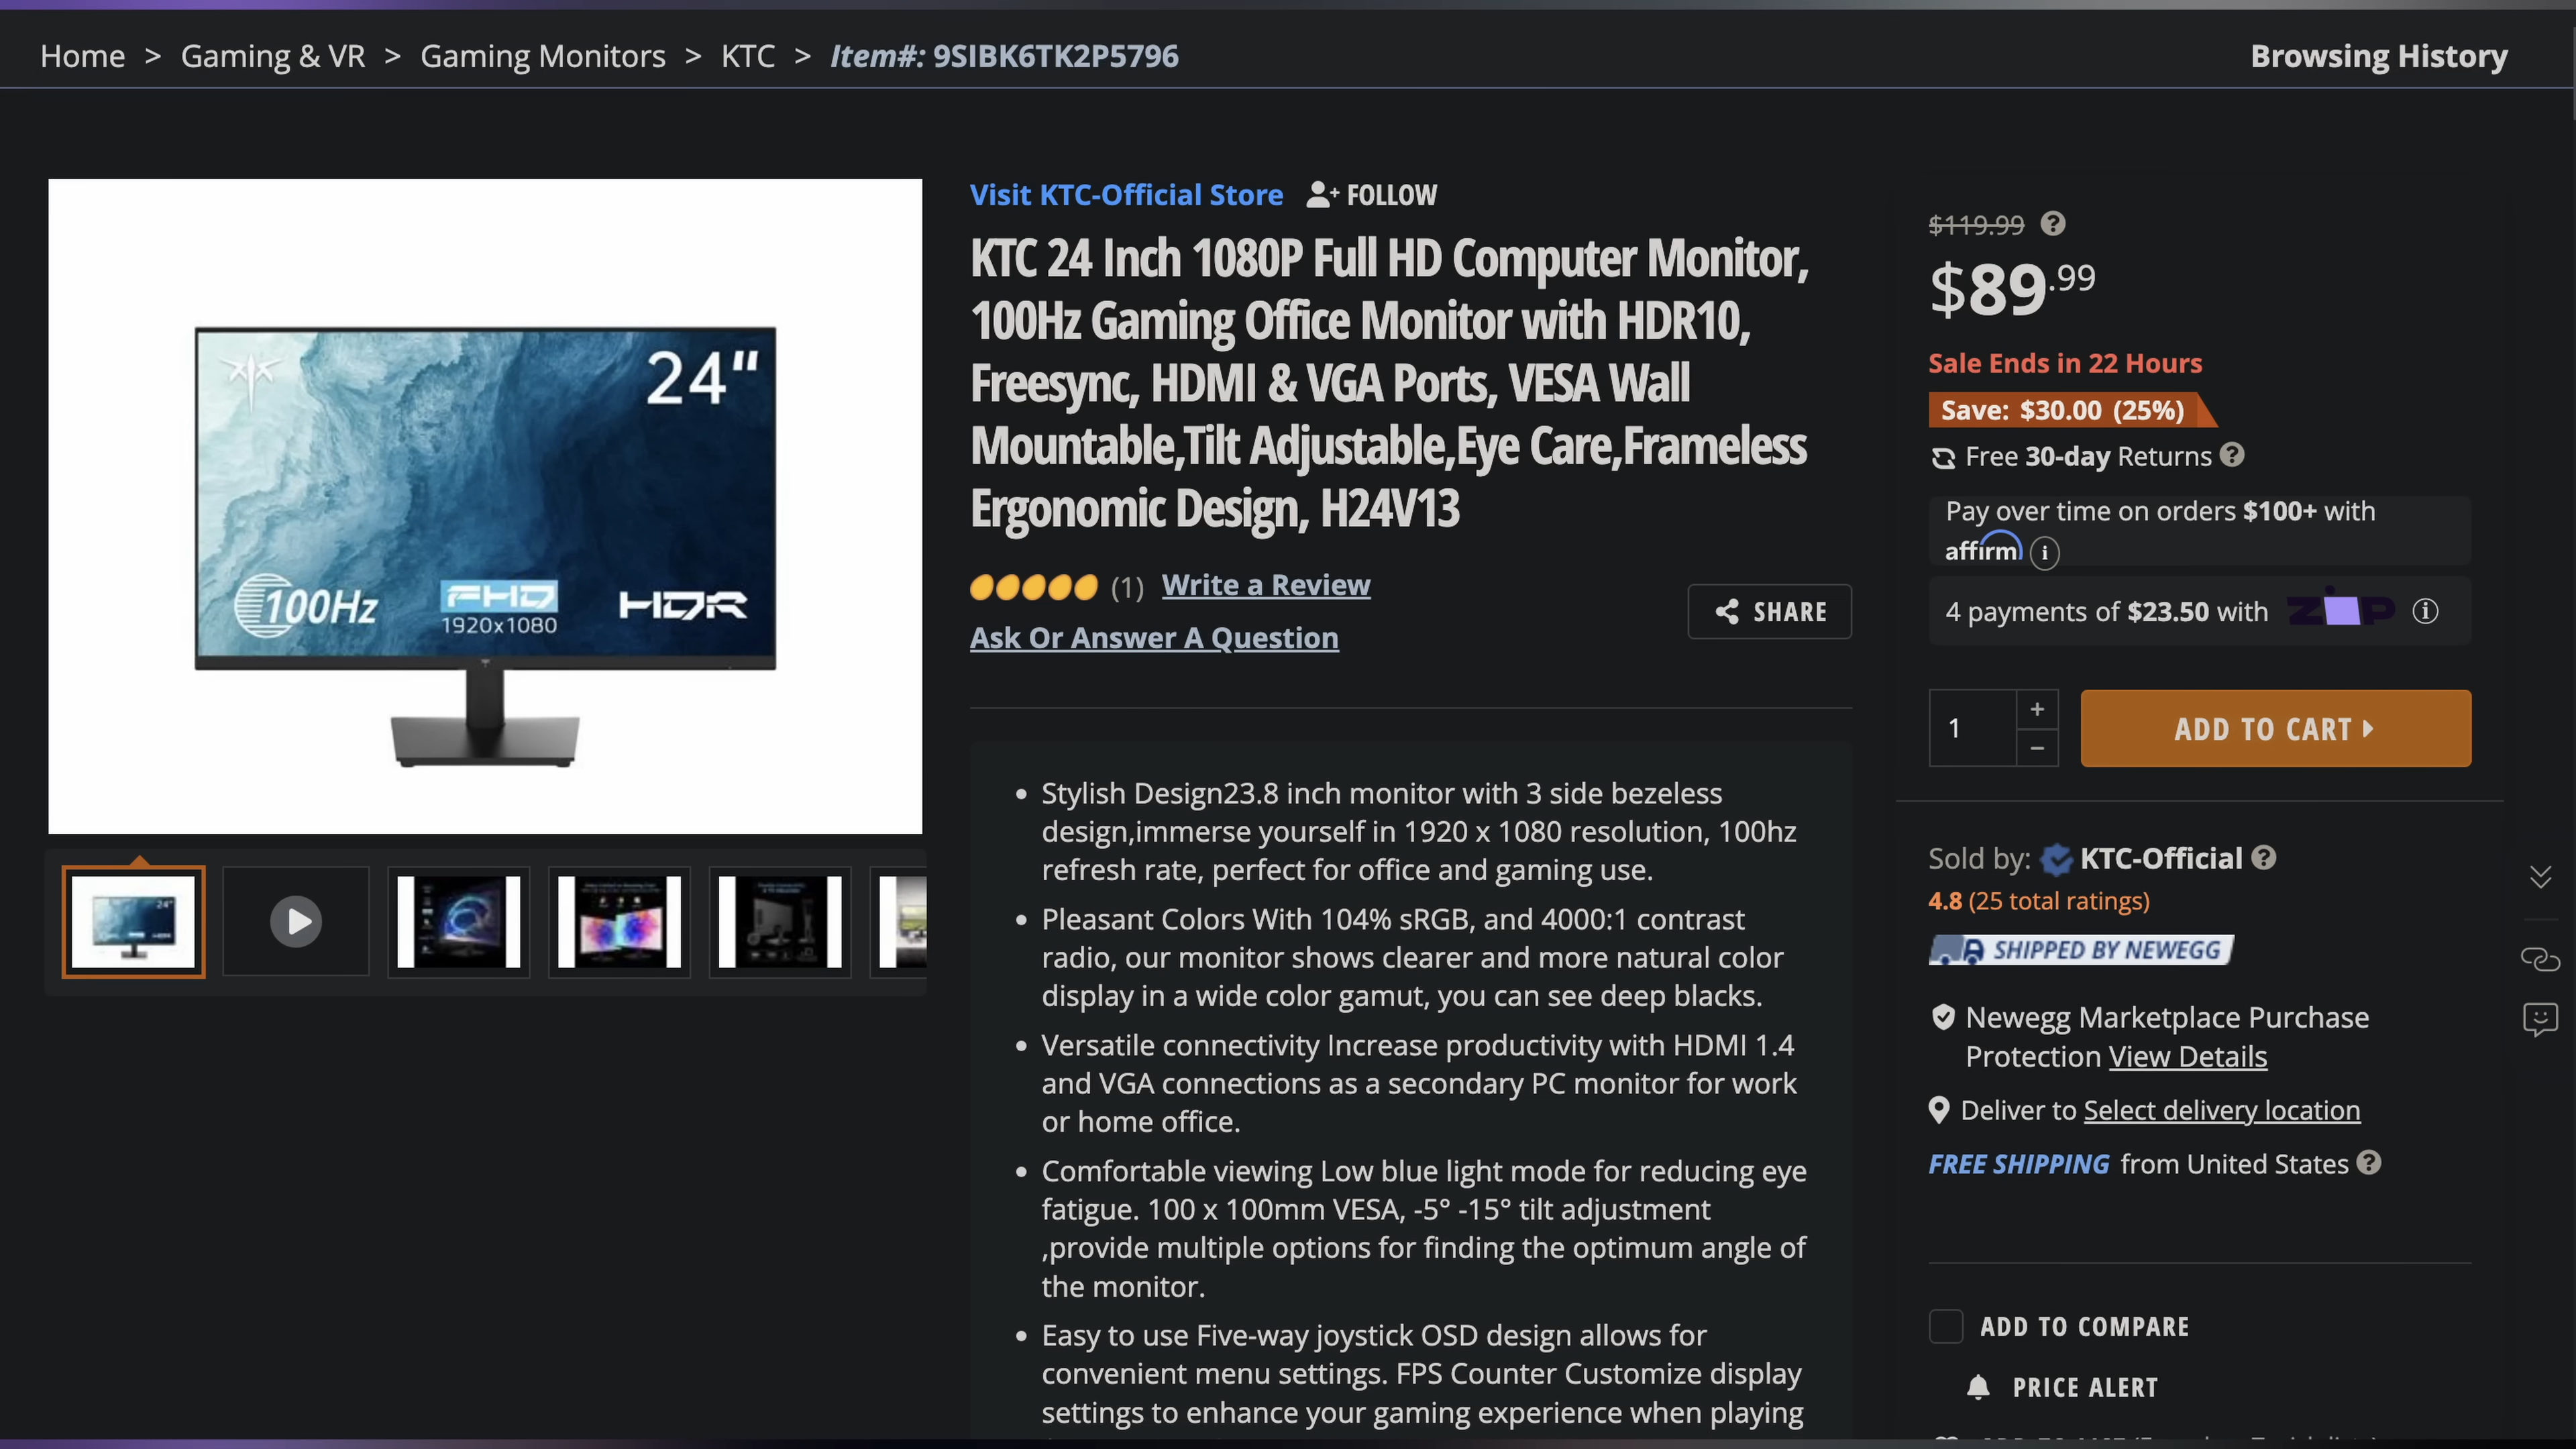 Home > Gaming & VR > Gaming Monitors > KTC > Item#: 9SIBK6TK2P5796
Browsing History
24"
100Hz
FHD
1920x1080
HDR
Visit KTC-Official Store
FOLLOW
KTC 24 Inch 1080P Full HD Computer Monitor,
100Hz Gaming Office Monitor with HDR10,
Freesync, HDMI & VGA Ports, VESA Wall
Mountable,Tilt Adjustable,Eye Care,Frameless
Ergonomic Design, H24V13
(1) Write a Review
Ask Or Answer A Question
SHARE
Stylish Design23.8 inch monitor with 3 side bezeless
design,immerse yourself in 1920 x 1080 resolution, 100hz
refresh rate, perfect for office and gaming use.
Pleasant Colors With 104% sRGB, and 4000:1 contrast
radio, our monitor shows clearer and more natural color
display in a wide color gamut, you can see deep blacks.
Versatile connectivity Increase productivity with HDMI 1.4
and VGA connections as a secondary PC monitor for work
or home office.
Comfortable viewing Low blue light mode for reducing eye
fatigue. 100 x 100mm VESA, -5° -15° tilt adjustment
,provide multiple options for finding the optimum angle of
the monitor.
Easy to use Five-way joystick OSD design allows for
convenient menu settings. FPS Counter Customize display
settings to enhance your gaming experience when playing
$119.99
$89.99
Sale Ends in 22 Hours
Save: $30.00 (25%)
Free 30-day Returns
Pay over time on orders $100+ with
affirm
4 payments of $23.50 with ZIP
1
ADD TO CART
Sold by: KTC-Official
4.8 (25 total ratings)
SHIPPED BY NEWEGG
Newegg Marketplace Purchase
Protection View Details
Deliver to Select delivery location
FREE SHIPPING from United States
ADD TO COMPARE
PRICE ALERT